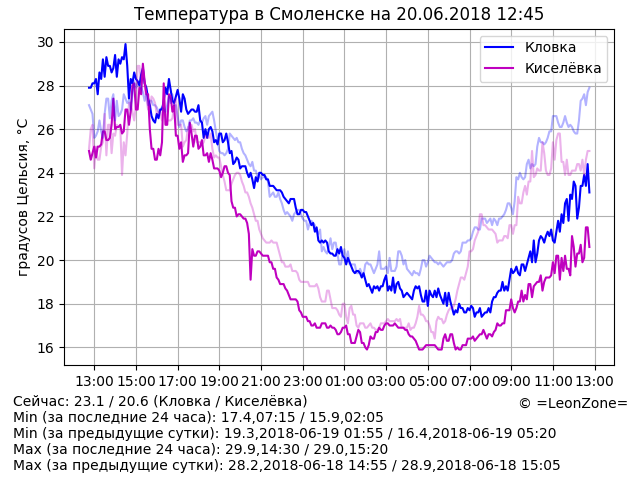 Температура в Смоленске на 20.06.2018 12:45
градусов Цельсия, °C
30
28
26
24
22
20
18
16
Кловка
Киселёвка
13:00 15:00 17:00 19:00 21:00 23:00 01:00 03:00 05:00 07:00 09:00 11:00 13:00
Сейчас: 23.1 / 20.6 (Кловка / Киселёвка)
© =LeonZone=
Min (за последние 24 часа): 17.4,07:15 / 15.9,02:05
Min (за предыдущие сутки): 19.3,2018-06-19 01:55 / 16.4,2018-06-19 05:20
Max (за последние 24 часа): 29.9,14:30 / 29.0,15:20
Max (за предыдущие сутки): 28.2,2018-06-18 14:55 / 28.9,2018-06-18 15:05